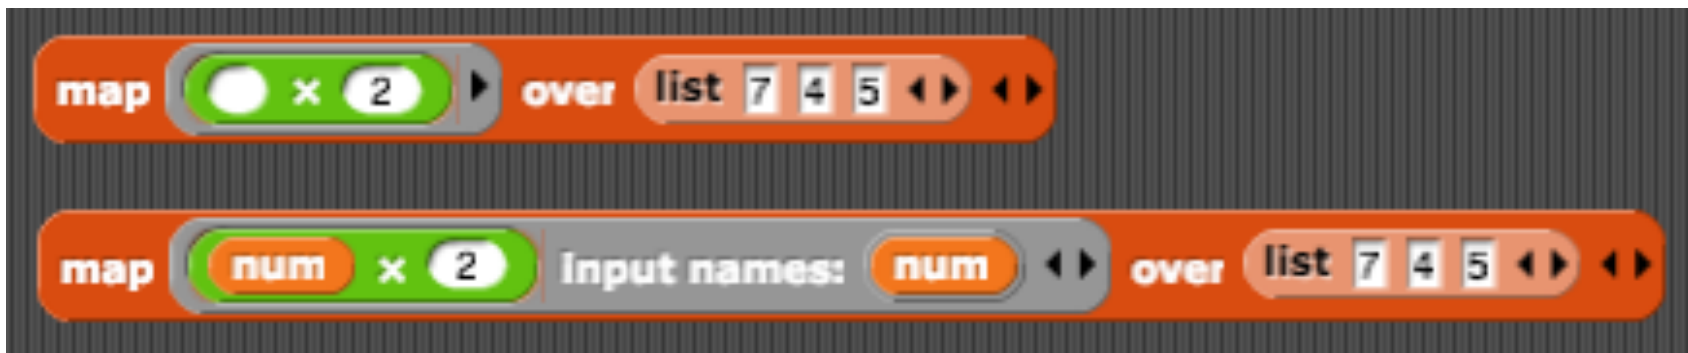 map × 2 over list 7 4 5
map num × 2 input names: num over list 7 4 5